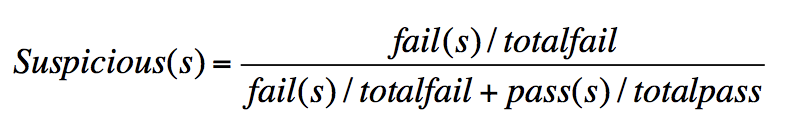 Suspicious(s) = fail(s) / totalfail
fail(s) / totalfail + pass(s) / totalpass